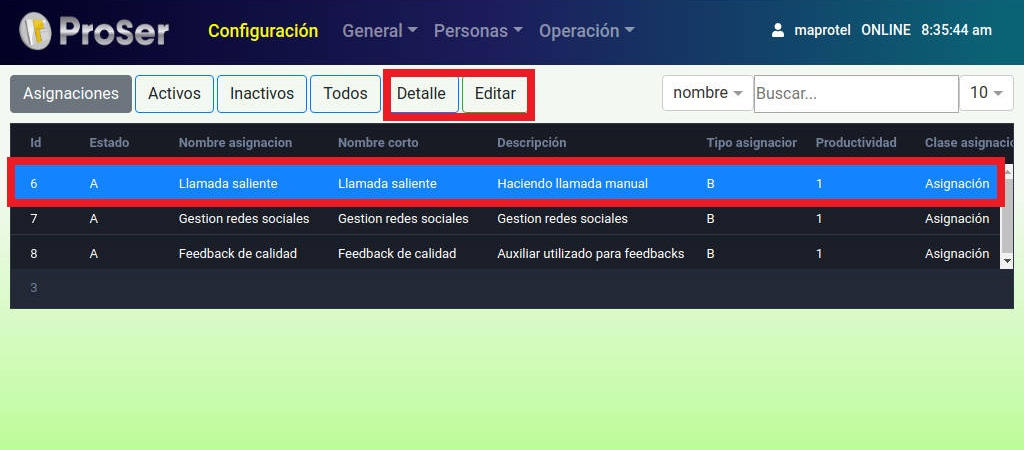 ProSer Configuración General Personas Operación maprotel ONLINE 8:35:44 am
Asignaciones Activos Inactivos Todos Detalle Editar nombre Buscar... 10
Id Estado Nombre asignacion Nombre corto Descripción Tipo asignacior Productividad Clase asignacio
6 A Llamada saliente Llamada saliente Haciendo llamada manual B 1 Asignación
7 A Gestion redes sociales Gestion redes sociales Gestion redes sociales B 1 Asignación
8 A Feedback de calidad Feedback de calidad Auxiliar utilizado para feedbacks B 1 Asignación
3